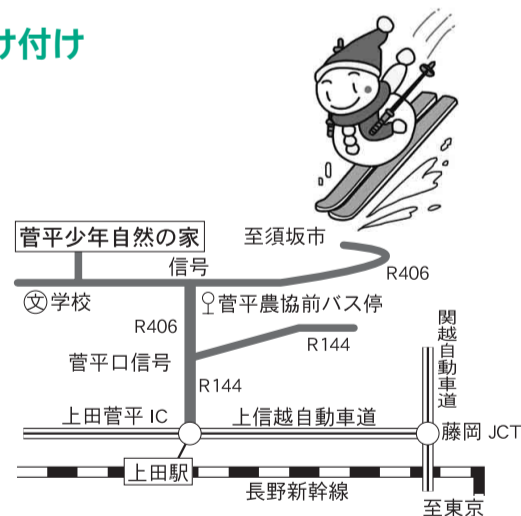 け付け
菅平少年自然の家
至須坂市
信号
R406
文 学校
菅平農協前バス停
R406
関越自動車道
菅平口信号
R144
R144
上田菅平 IC
上信越自動車道
藤岡 JCT
上田駅
長野新幹線
至東京